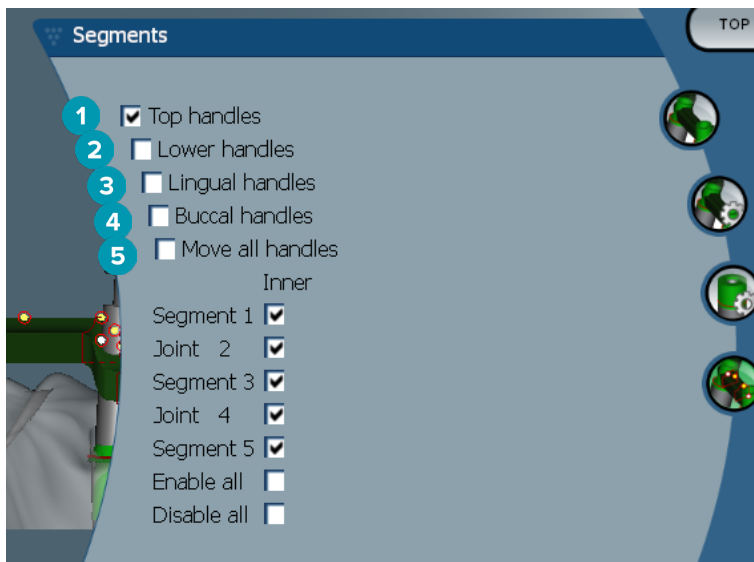 Segments
TOP
1 Top handles
2 Lower handles
3 Lingual handles
4 Buccal handles
5 Move all handles
Inner
Segment 1
Joint 2
Segment 3
Joint 4
Segment 5
Enable all
Disable all